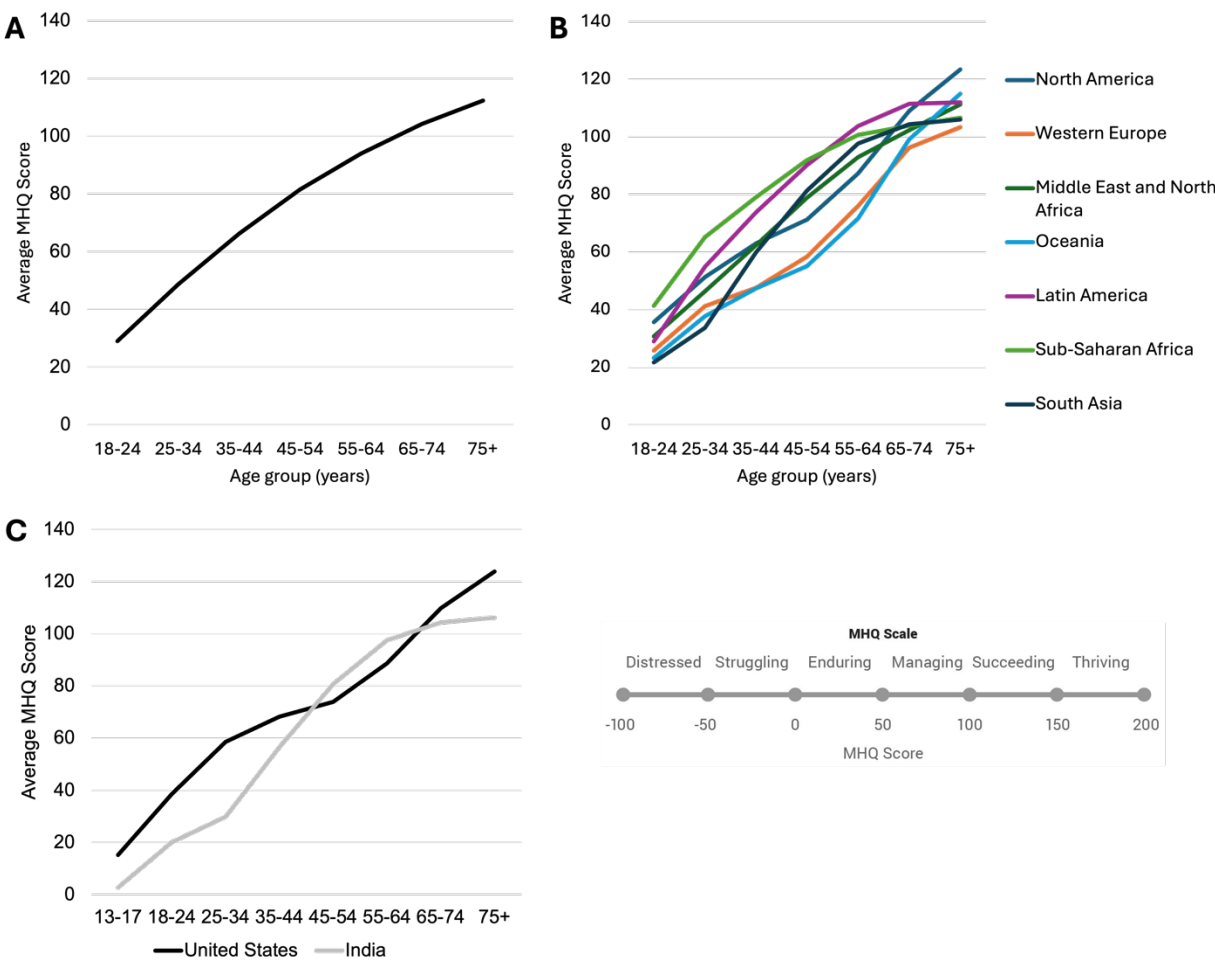 A
Average MHQ Score
140
120
100
80
60
40
20
0
18-24 25-34 35-44 45-54 55-64 65-74 75+
Age group (years)
B
Average MHQ Score
140
120
100
80
60
40
20
0
18-24 25-34 35-44 45-54 55-64 65-74 75+
Age group (years)
North America
Western Europe
Middle East and North
Africa
Oceania
Latin America
Sub-Saharan Africa
South Asia
C
Average MHQ Score
140
120
100
80
60
40
20
0
13-17 18-24 25-34 35-44 45-54 55-64 65-74 75+
United States India
MHQ Scale
Distressed Struggling Enduring Managing Succeeding Thriving
-100 -50 0 50 100 150 200
MHQ Score